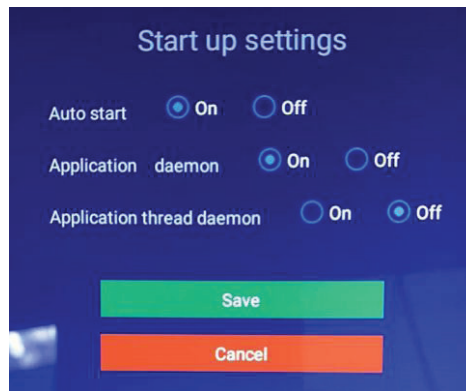 Start up settings
Auto start On Off
Application daemon On Off
Application thread daemon On Off
Save
Cancel